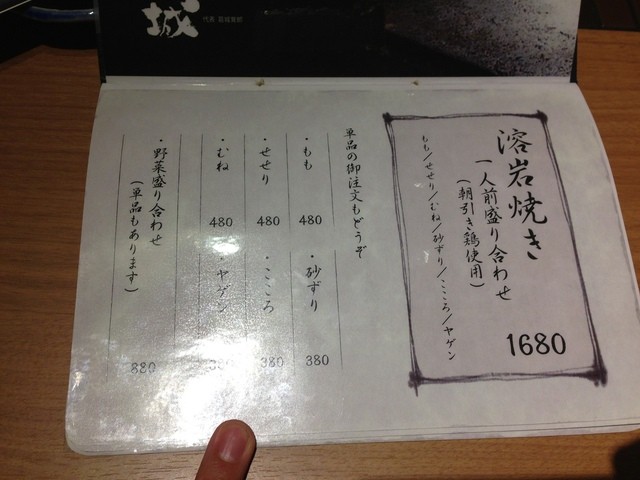 城
溶岩焼き
一人前盛り合わせ
(朝引き鶏使用)
1680
もも/せせり/むね/砂ずり/こころ/ヤゲン
単品の御注文もどうぞ
・もも 480
・砂ずり 380
・せせり 480
・こころ 380
・むね 480
・ヤゲン 380
・野菜盛り合わせ
(単品もあります) 880